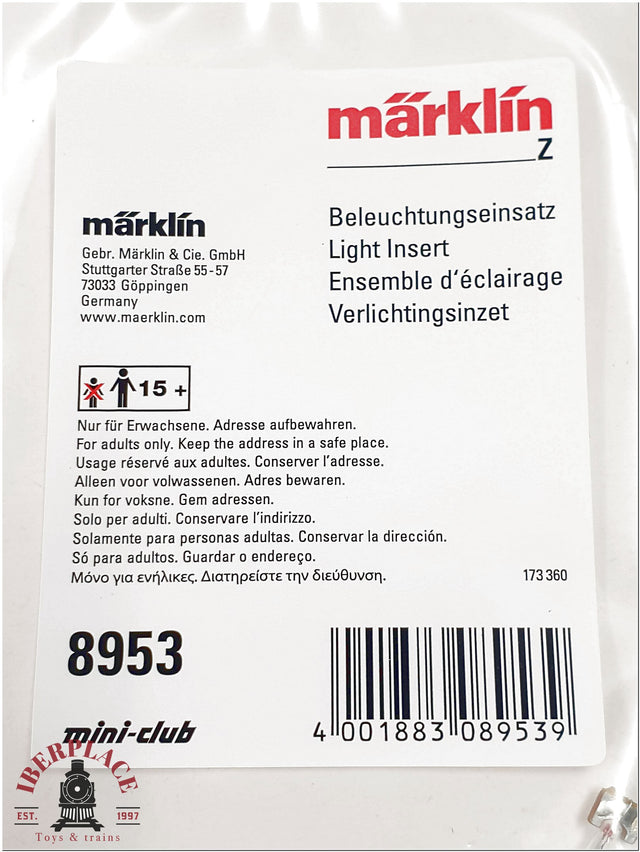 märklín
Z
märklín
Gebr. Märklin & Cie. GmbH
Stuttgarter Straße 55-57
73033 Göppingen
Germany
www.maerklin.com
Beleuchtungseinsatz
Light Insert
Ensemble d‘éclairage
Verlichtingsinzet
15 +
Nur für Erwachsene. Adresse aufbewahren.
For adults only. Keep the address in a safe place.
Usage réservé aux adultes. Conserver l’adresse.
Alleen voor volwassenen. Adres bewaren.
Kun for voksne. Gem adressen.
Solo per adulti. Conservare l’indirizzo.
Solamente para personas adultas. Conservar la dirección.
Só para adultos. Guardar o endereço.
Μόνο για ενήλικες. Διατηρείστε την διεύθυνση.
173 360
8953
mini-club
4 001883 089539
IBERPLACE
EST. 1997
Toys & trains